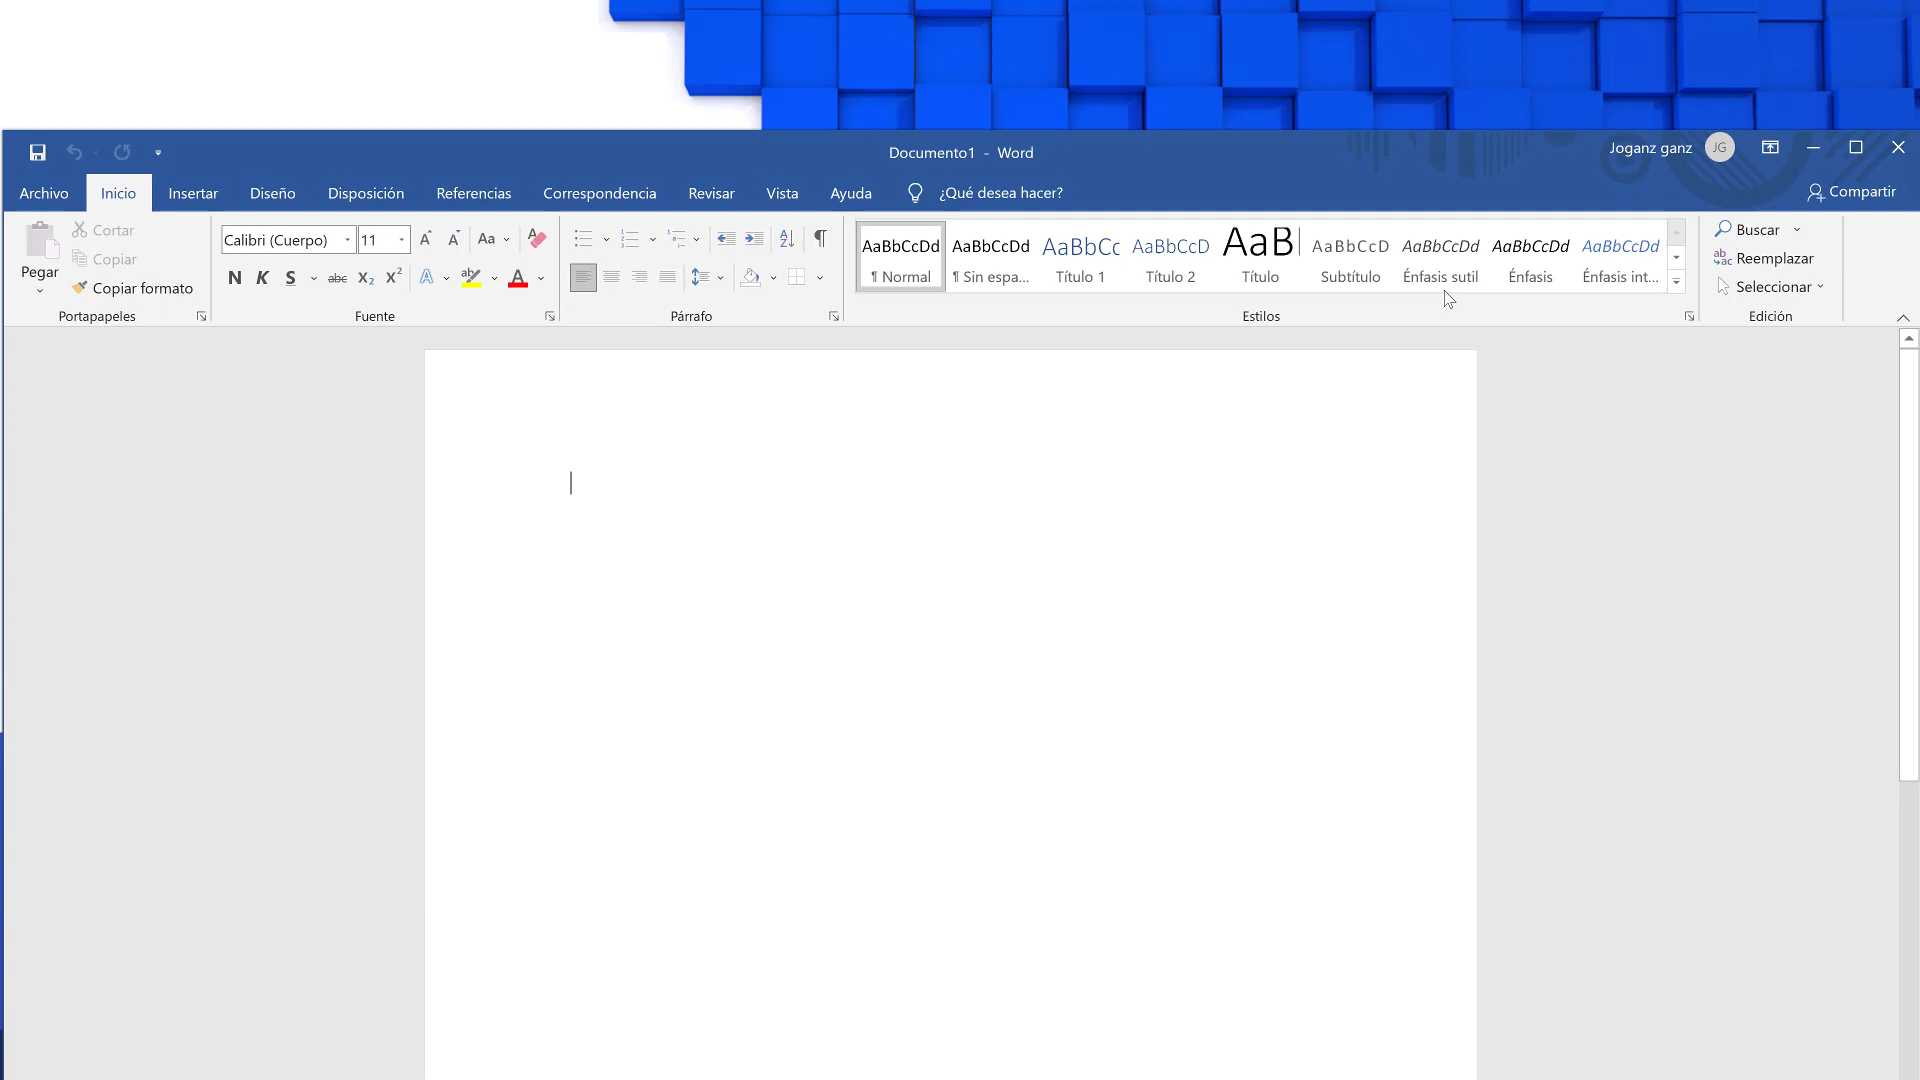 Documento1 - Word
Joganz ganz
JG
Archivo Inicio Insertar Diseño Disposición Referencias Correspondencia Revisar Vista Ayuda ¿Qué desea hacer?
Compartir
Pegar
Cortar
Copiar
Copiar formato
Portapapeles
Calibri (Cuerpo) 11 A A Aa A
N K S abc X₂ X² A ab A
Fuente
Párrafo
AaBbCcDd AaBbCcDd AaBbCc AaBbCcD AaB AaBbCcD AaBbCcDd AaBbCcDd AaBbCcDd
¶ Normal ¶ Sin espa... Título 1 Título 2 Título Subtítulo Énfasis sutil Énfasis Énfasis int...
Estilos
Buscar
Reemplazar
Seleccionar
Edición